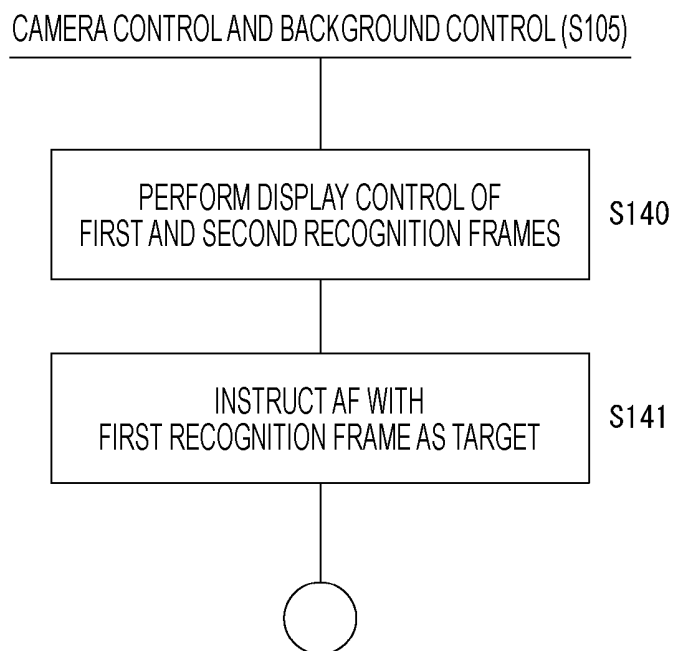 CAMERA CONTROL AND BACKGROUND CONTROL (S105)
PERFORM DISPLAY CONTROL OF
FIRST AND SECOND RECOGNITION FRAMES
S140
INSTRUCT AF WITH
FIRST RECOGNITION FRAME AS TARGET
S141